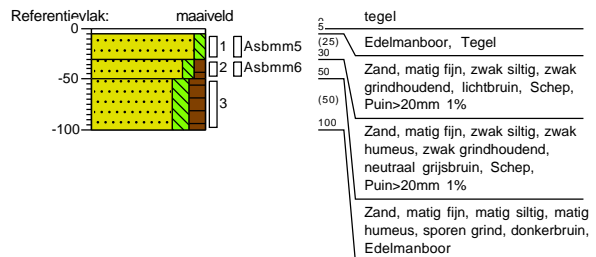 Referentievlak: maaiveld
0
-50
-100
1 Asbmm5
2 Asbmm6
3
0
5
(25)
30
50
(50)
100
tegel
Edelmanboor, Tegel
Zand, matig fijn, zwak siltig, zwak
grindhoudend, lichtbruin, Schep,
Puin>20mm 1%
Zand, matig fijn, zwak siltig, zwak
humeus, zwak grindhoudend,
neutraal grijsbruin, Schep,
Puin>20mm 1%
Zand, matig fijn, matig siltig, matig
humeus, sporen grind, donkerbruin,
Edelmanboor